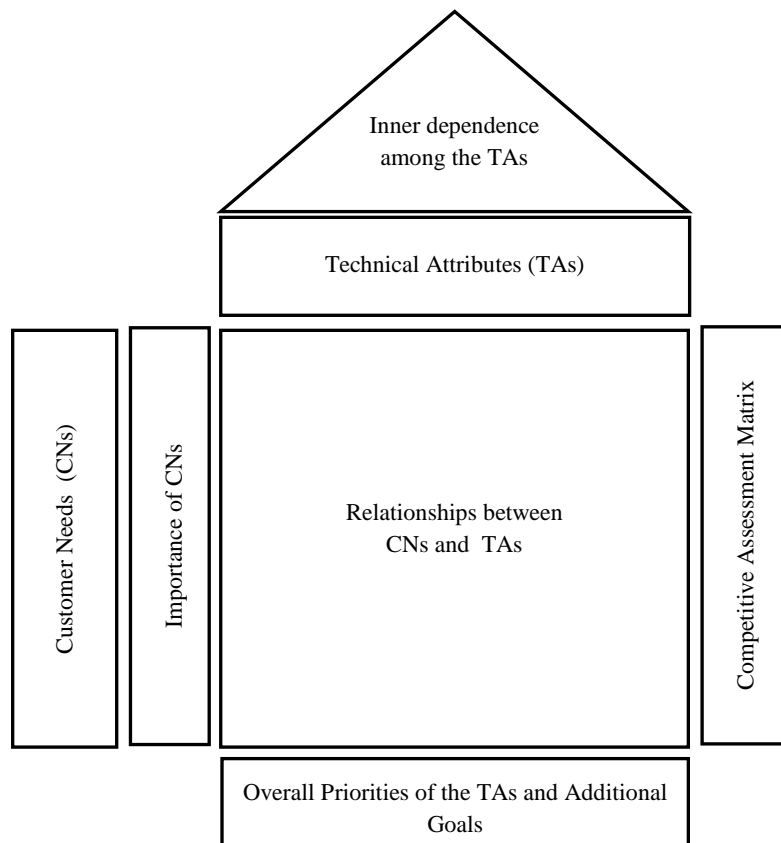 Inner dependence
among the TAs
Technical Attributes (TAs)
Customer Needs  (CNs)
Importance of CNs
Relationships between
CNs and  TAs
Competitive Assessment Matrix
Overall Priorities of the TAs and Additional
Goals